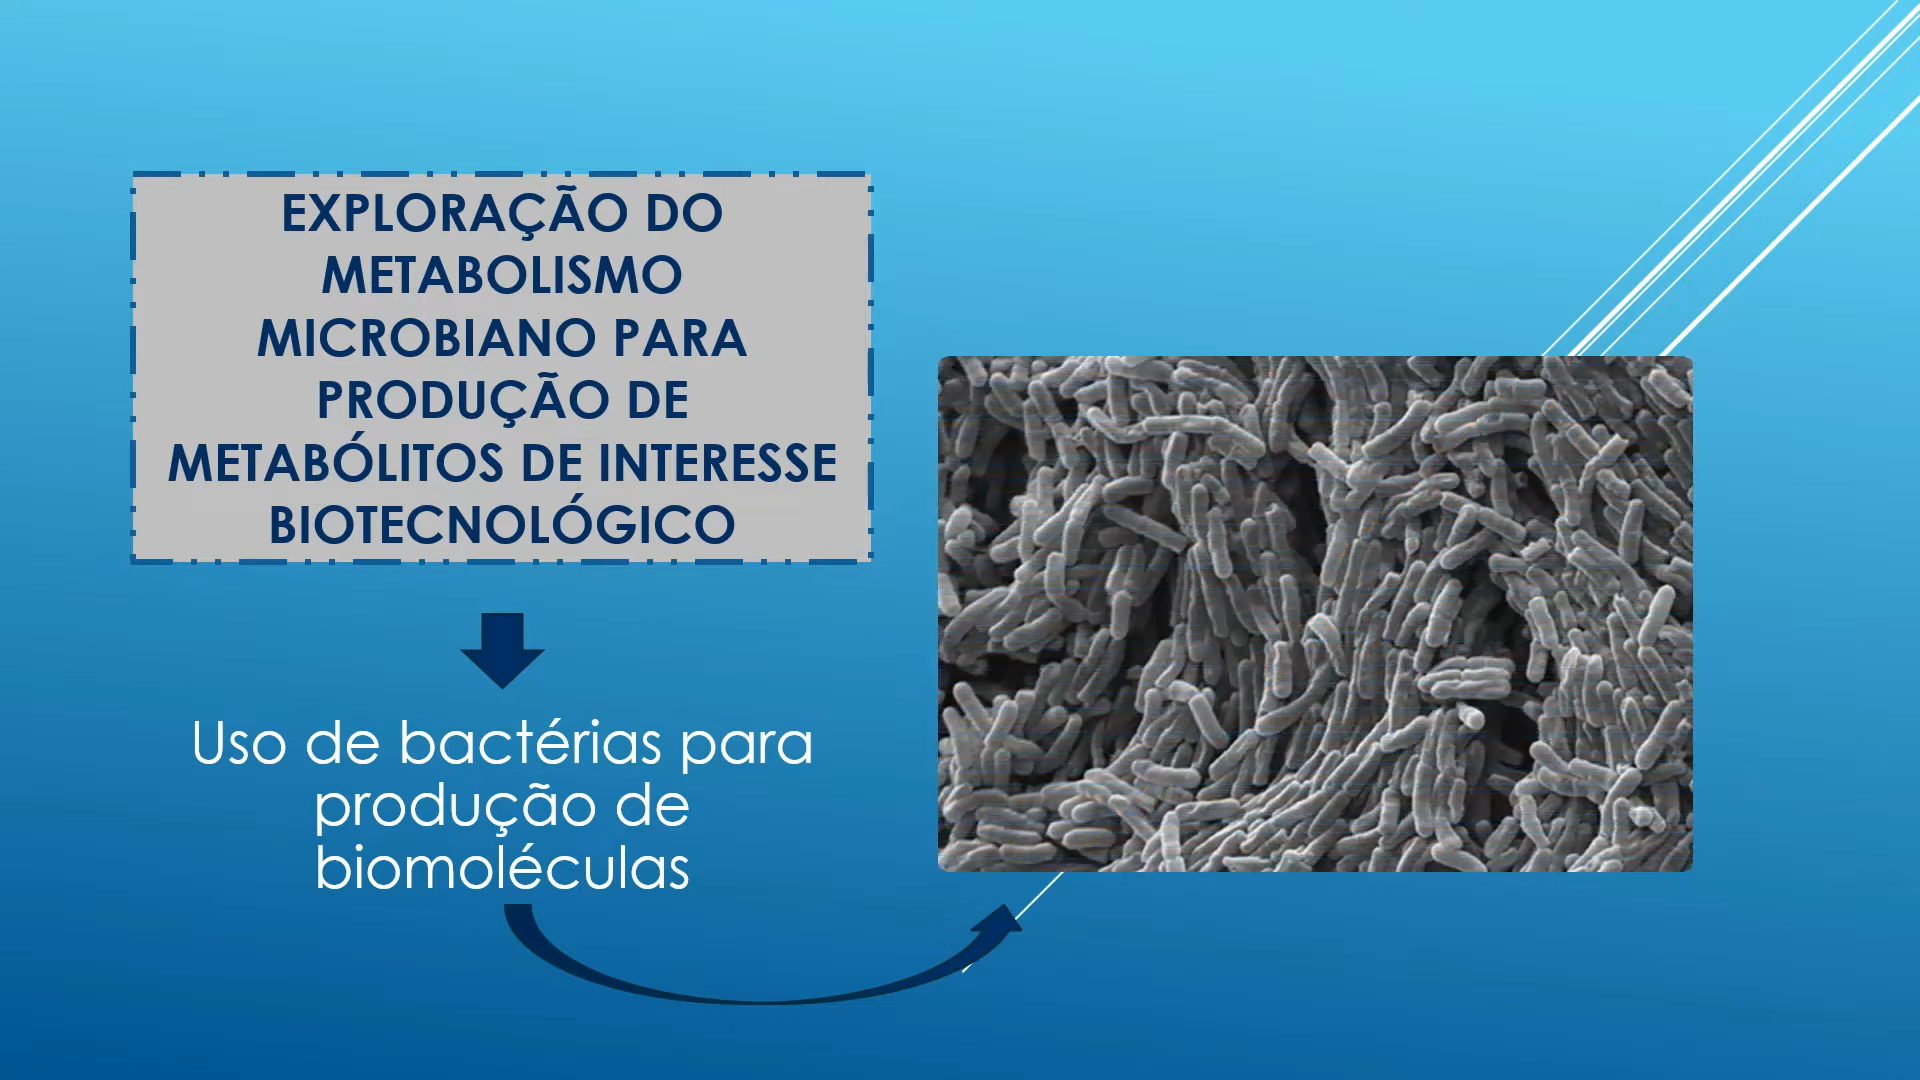 EXPLORAÇÃO DO
METABOLISMO
MICROBIANO PARA
PRODUÇÃO DE
METABÓLITOS DE INTERESSE
BIOTECNOLÓGICO
Uso de bactérias para
produção de
biomoléculas